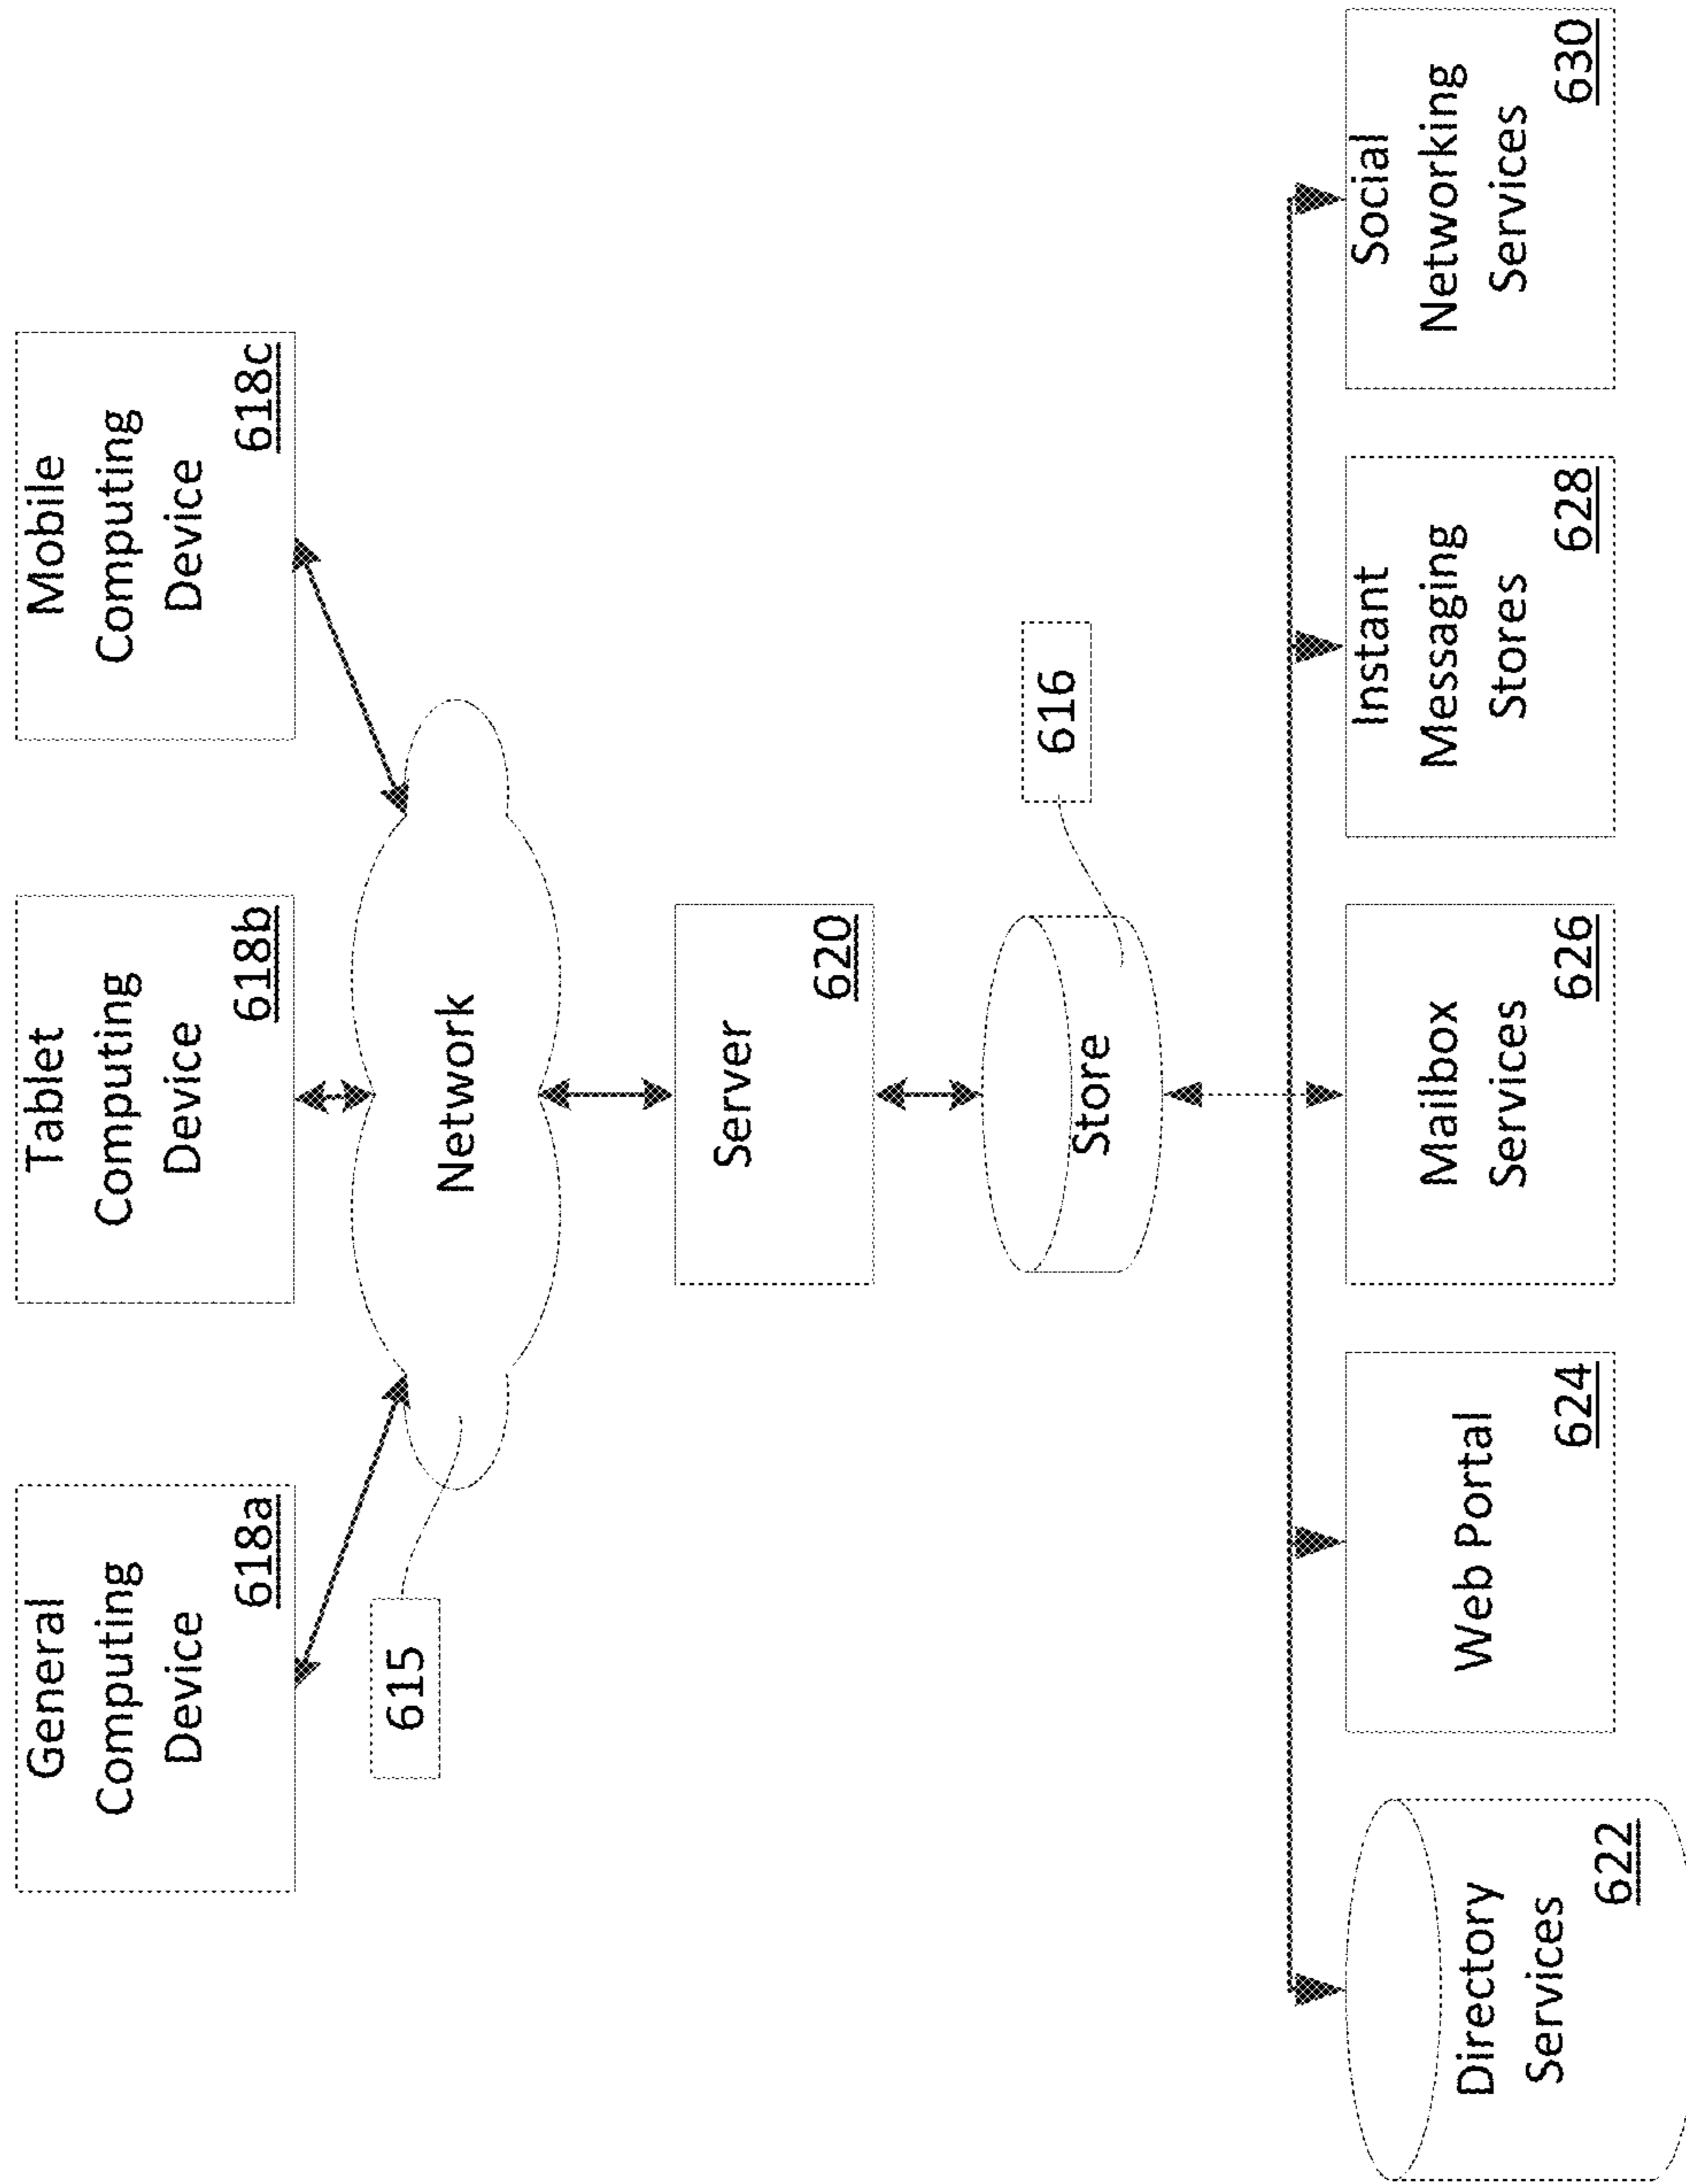 General
Computing
Device
618a
Tablet
Computing
Device
618b
Mobile
Computing
Device
618c
615
Network
Server
620
Store
616
Directory
Services
622
Web Portal
624
Mailbox
Services
626
Instant
Messaging
Stores
628
Social
Networking
Services
630